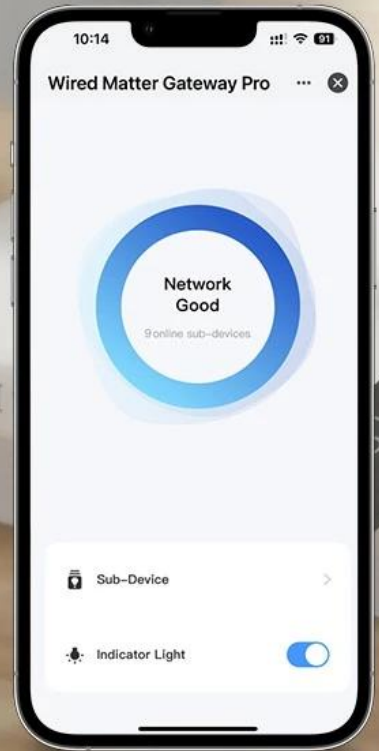 10:14
91
Wired Matter Gateway Pro
Network
Good
9 online sub-devices
Sub-Device
Indicator Light